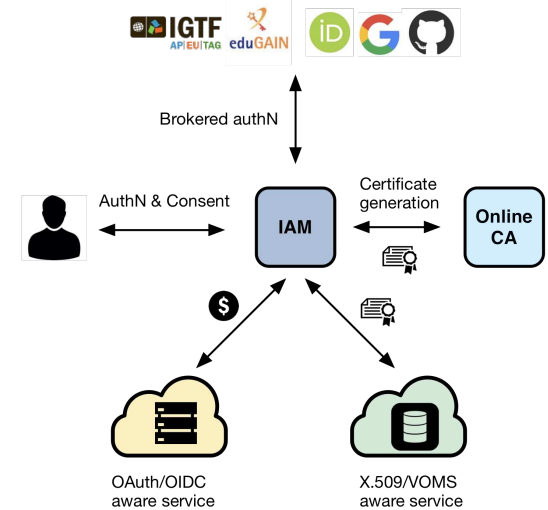 IGTF
AP|EU|TAG
eduGAIN
iD
G
Brokered authN
AuthN & Consent
IAM
Certificate
generation
Online
CA
$
OAuth/OIDC
aware service
X.509/VOMS
aware service